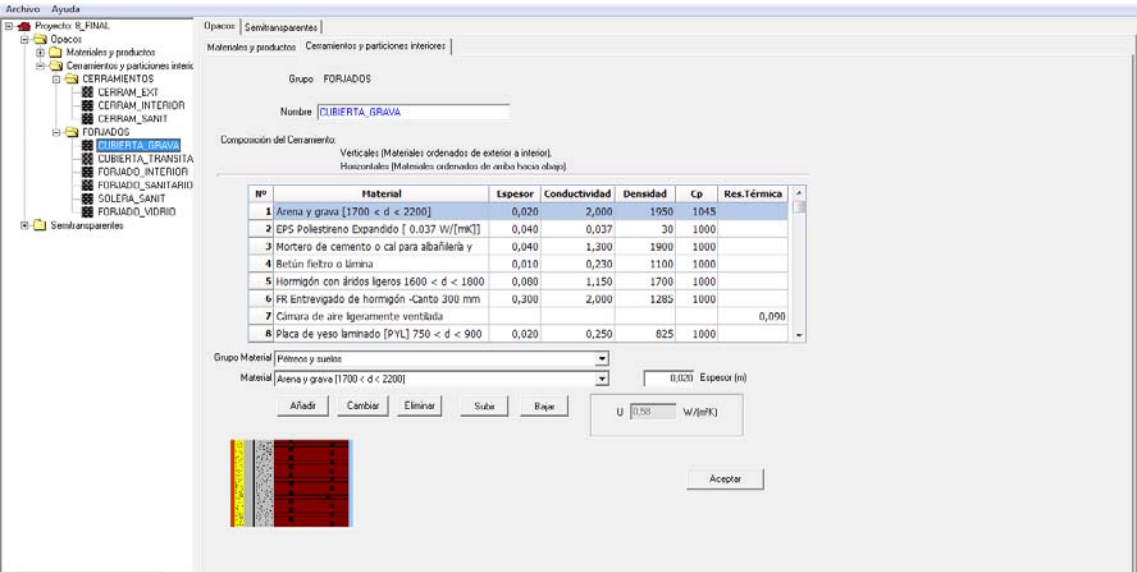 Archivo Ayuda
Proyecto: 8_FINAL
Opacos
Materiales y productos
Cerramientos y particiones interic
CERRAMIENTOS
CERRAM_EXT
CERRAM_INTERIOR
CERRAM_SANIT
FORJADOS
CUBIERTA_GRAVA
CUBIERTA_TRANSITA
FORJADO_INTERIOR
FORJADO_SANITARIO
SOLERA_SANIT
FORJADO_VIDRIO
Semitransparentes
Opacos Semitransparentes
Materiales y productos Cerramientos y particiones interiores
Grupo FORJADOS
Nombre CUBIERTA_GRAVA
Composición del Cerramiento:
Verticales (Materiales ordenados de exterior a interior).
Horizontales (Materiales ordenados de arriba hacia abajo).
Nº Material Espesor Conductividad Densidad Cp Res.Térmica
1 Arena y grava [1700 < d < 2200] 0,020 2,000 1950 1045
2 EPS Poliestireno Expandido [ 0.037 W/[mK]] 0,040 0,037 30 1000
3 Mortero de cemento o cal para albañilería y 0,040 1,300 1900 1000
4 Betún fieltro o lámina 0,010 0,230 1100 1000
5 Hormigón con áridos ligeros 1600 < d < 1800 0,080 1,150 1700 1000
6 FR Entrevigado de hormigón -Canto 300 mm 0,300 2,000 1285 1000
7 Cámara de aire ligeramente ventilada 0,090
8 Placa de yeso laminado [PYL] 750 < d < 900 0,020 0,250 825 1000
Grupo Material Pétreos y suelos
Material Arena y grava [1700 < d < 2200] 0,020 Espesor (m)
Añadir Cambiar Eliminar Subir Bajar
U 0,58 W/(m²K)
Aceptar